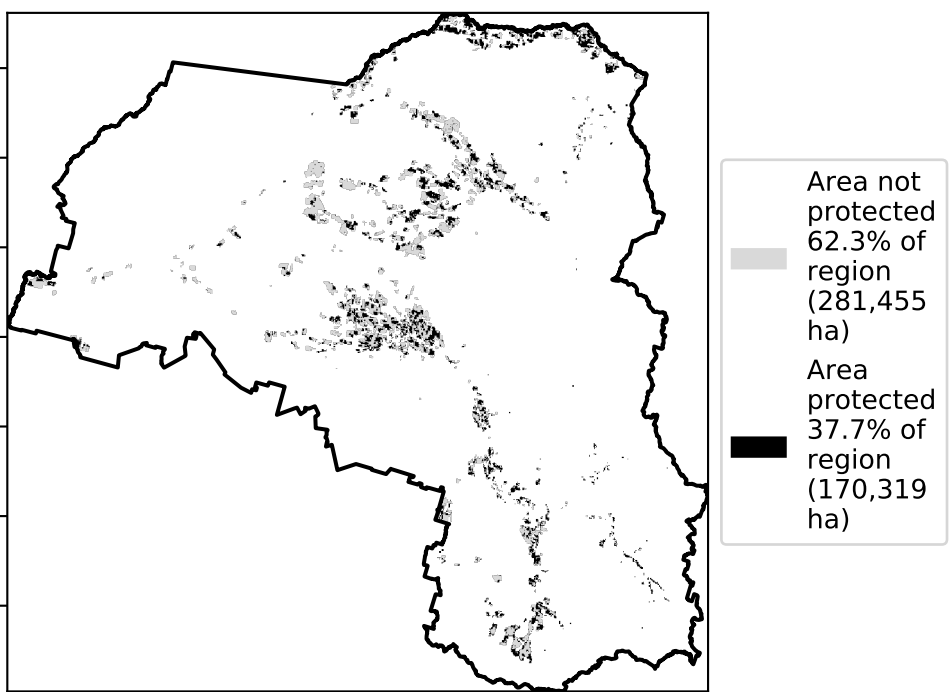 Area not
protected
62.3% of
region
(281,455
ha)
Area
protected
37.7% of
region
(170,319
ha)